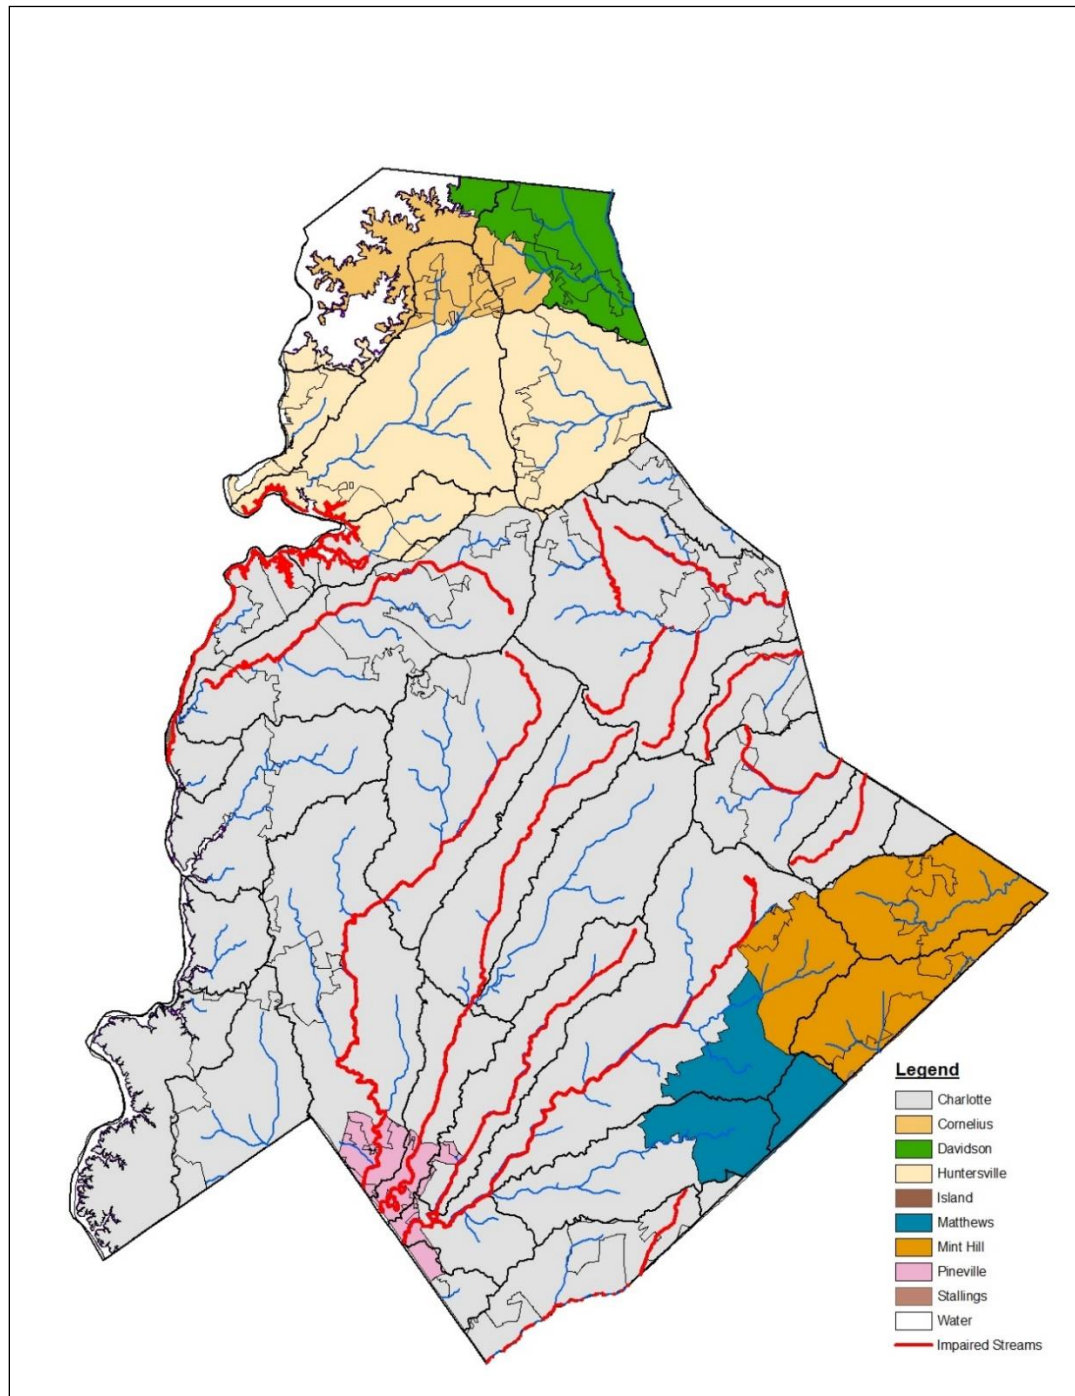 Legend
Charlotte
Cornelius
Davidson
Huntersville
Island
Matthews
Mint Hill
Pineville
Stallings
Water
Impaired Streams